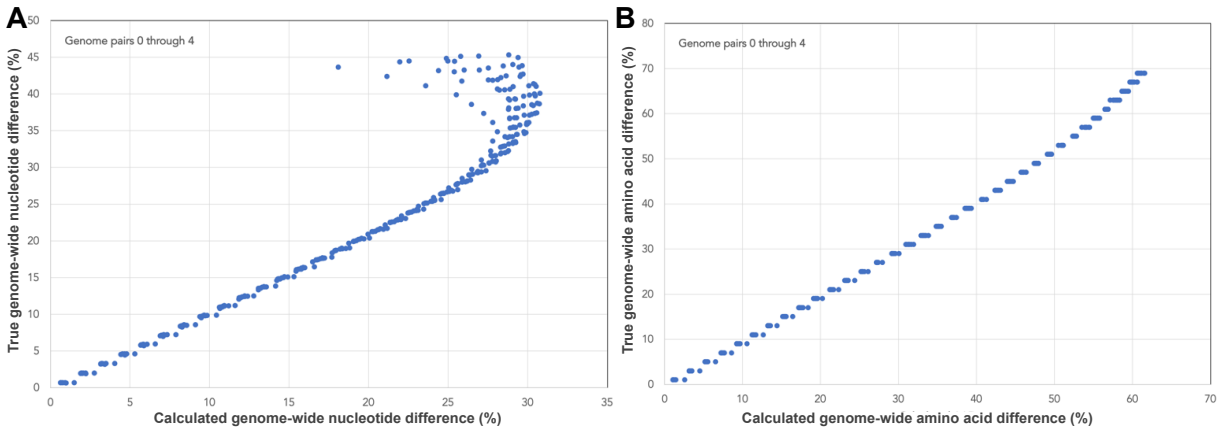 A
True genome-wide nucleotide difference (%)
50
45
40
35
30
25
20
15
10
5
0
Genome pairs 0 through 4
0 5 10 15 20 25 30 35
Calculated genome-wide nucleotide difference (%)
B
True genome-wide amino acid difference (%)
80
70
60
50
40
30
20
10
0
Genome pairs 0 through 4
0 10 20 30 40 50 60 70
Calculated genome-wide amino acid difference (%)